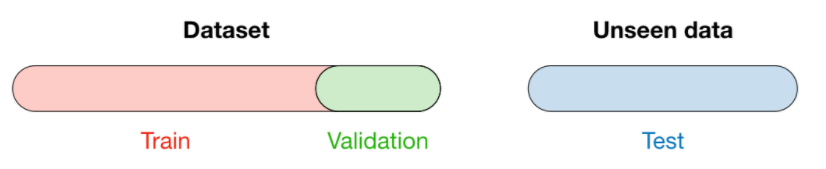 Dataset
Unseen data
Train
Validation
Test